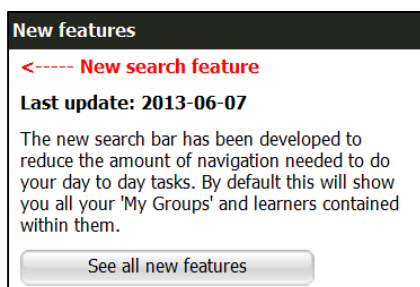 New features
<----- New search feature
Last update: 2013-06-07
The new search bar has been developed to
reduce the amount of navigation needed to do
your day to day tasks. By default this will show
you all your 'My Groups' and learners contained
within them.
See all new features